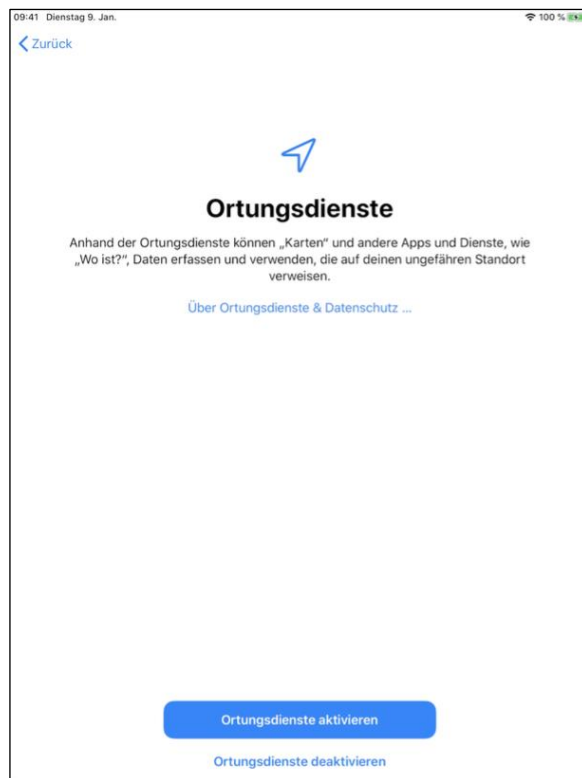 09:41 Dienstag 9. Jan.
100 %
Zurück
Ortungsdienste
Anhand der Ortungsdienste können „Karten“ und andere Apps und Dienste, wie
„Wo ist?“, Daten erfassen und verwenden, die auf deinen ungefähren Standort
verweisen.
Über Ortungsdienste & Datenschutz ...
Ortungsdienste aktivieren
Ortungsdienste deaktivieren